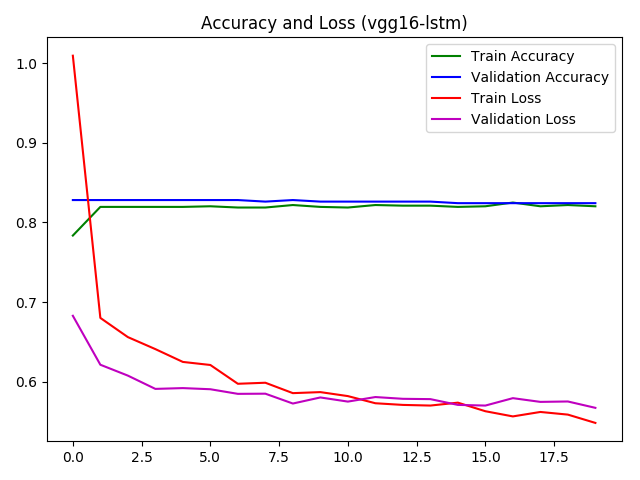 Accuracy and Loss (vgg16-lstm)
Train Accuracy
Validation Accuracy
Train Loss
Validation Loss
1.0
0.9
0.8
0.7
0.6
0.0 2.5 5.0 7.5 10.0 12.5 15.0 17.5